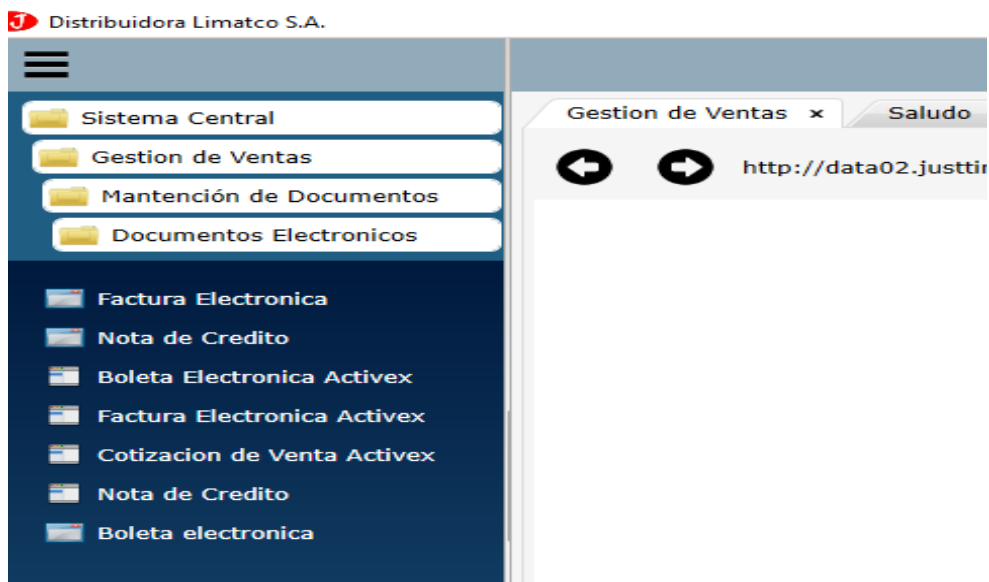 Distribuidora Limatco S.A.
Sistema Central
Gestion de Ventas
Mantención de Documentos
Documentos Electronicos
Factura Electronica
Nota de Credito
Boleta Electronica Activex
Factura Electronica Activex
Cotizacion de Venta Activex
Nota de Credito
Boleta electronica
Gestion de Ventas x Saludo
http://data02.justtir